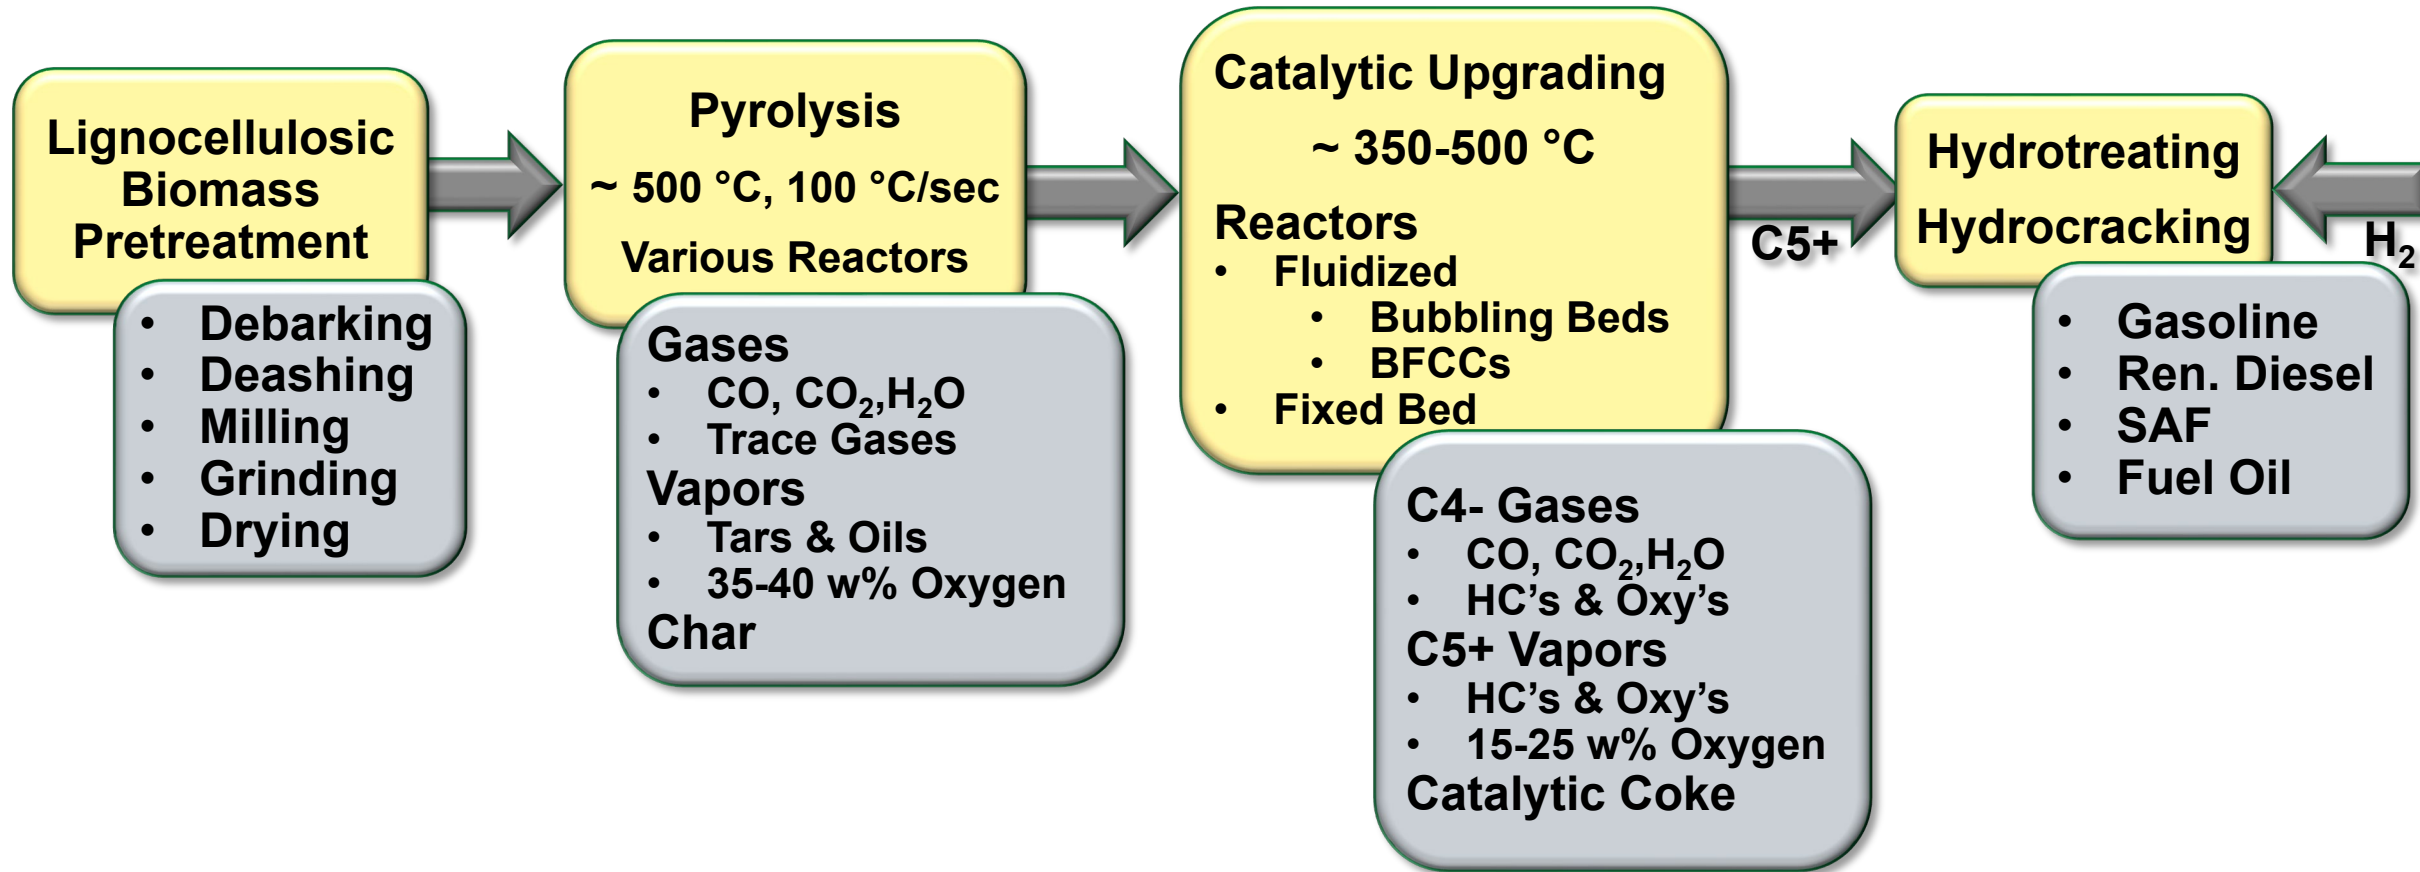 Lignocellulosic
Biomass
Pretreatment
• Debarking
• Deashing
• Milling
• Grinding
• Drying
Pyrolysis
~ 500 °C, 100 °C/sec
Various Reactors
Gases
• CO, CO₂,H₂O
• Trace Gases
Vapors
• Tars & Oils
• 35-40 w% Oxygen
Char
Catalytic Upgrading
~ 350-500 °C
Reactors
• Fluidized
• Bubbling Beds
• BFCCs
• Fixed Bed
C4- Gases
• CO, CO₂,H₂O
• HC’s & Oxy’s
C5+ Vapors
• HC’s & Oxy’s
• 15-25 w% Oxygen
Catalytic Coke
C5+
Hydrotreating
Hydrocracking
H₂
• Gasoline
• Ren. Diesel
• SAF
• Fuel Oil